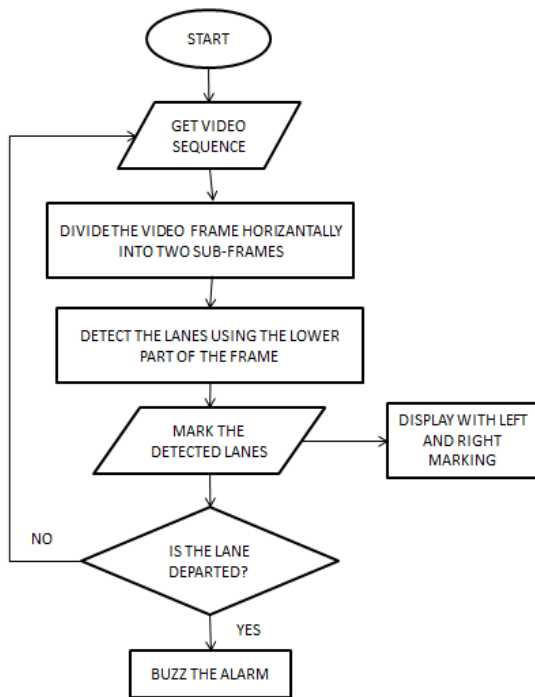 START
GET VIDEO
SEQUENCE
DIVIDE THE VIDEO FRAME HORIZANTALLY
INTO TWO SUB-FRAMES
DETECT THE LANES USING THE LOWER
PART OF THE FRAME
MARK THE
DETECTED LANES
DISPLAY WITH LEFT
AND RIGHT
MARKING
NO
IS THE LANE
DEPARTED?
YES
BUZZ THE ALARM